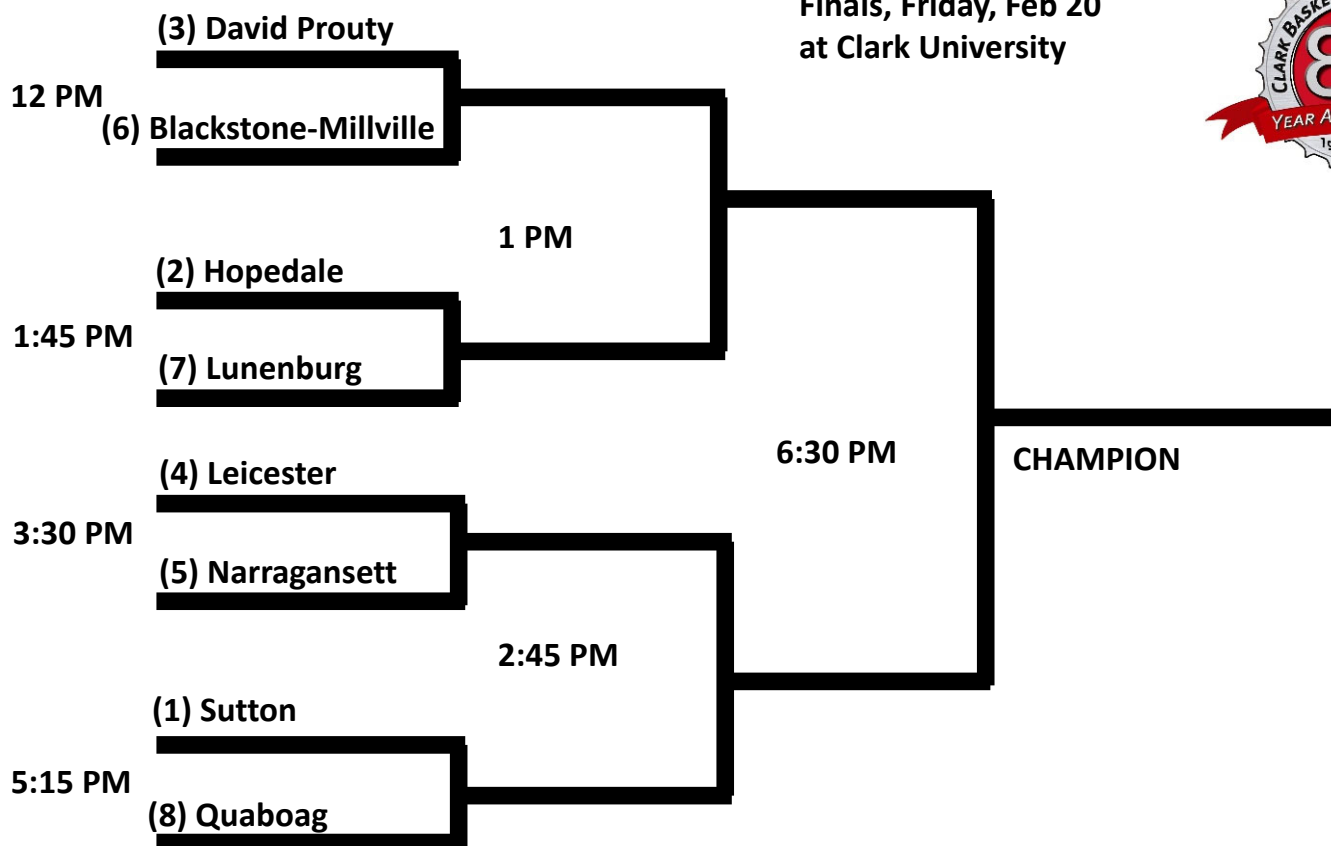 Finals, Friday, Feb 20
at Clark University
(3) David Prouty
12 PM
(6) Blackstone-Millville
1 PM
(2) Hopedale
1:45 PM
(7) Lunenburg
6:30 PM
CHAMPION
(4) Leicester
3:30 PM
(5) Narragansett
2:45 PM
(1) Sutton
5:15 PM
(8) Quaboag
CLARK
YEAR